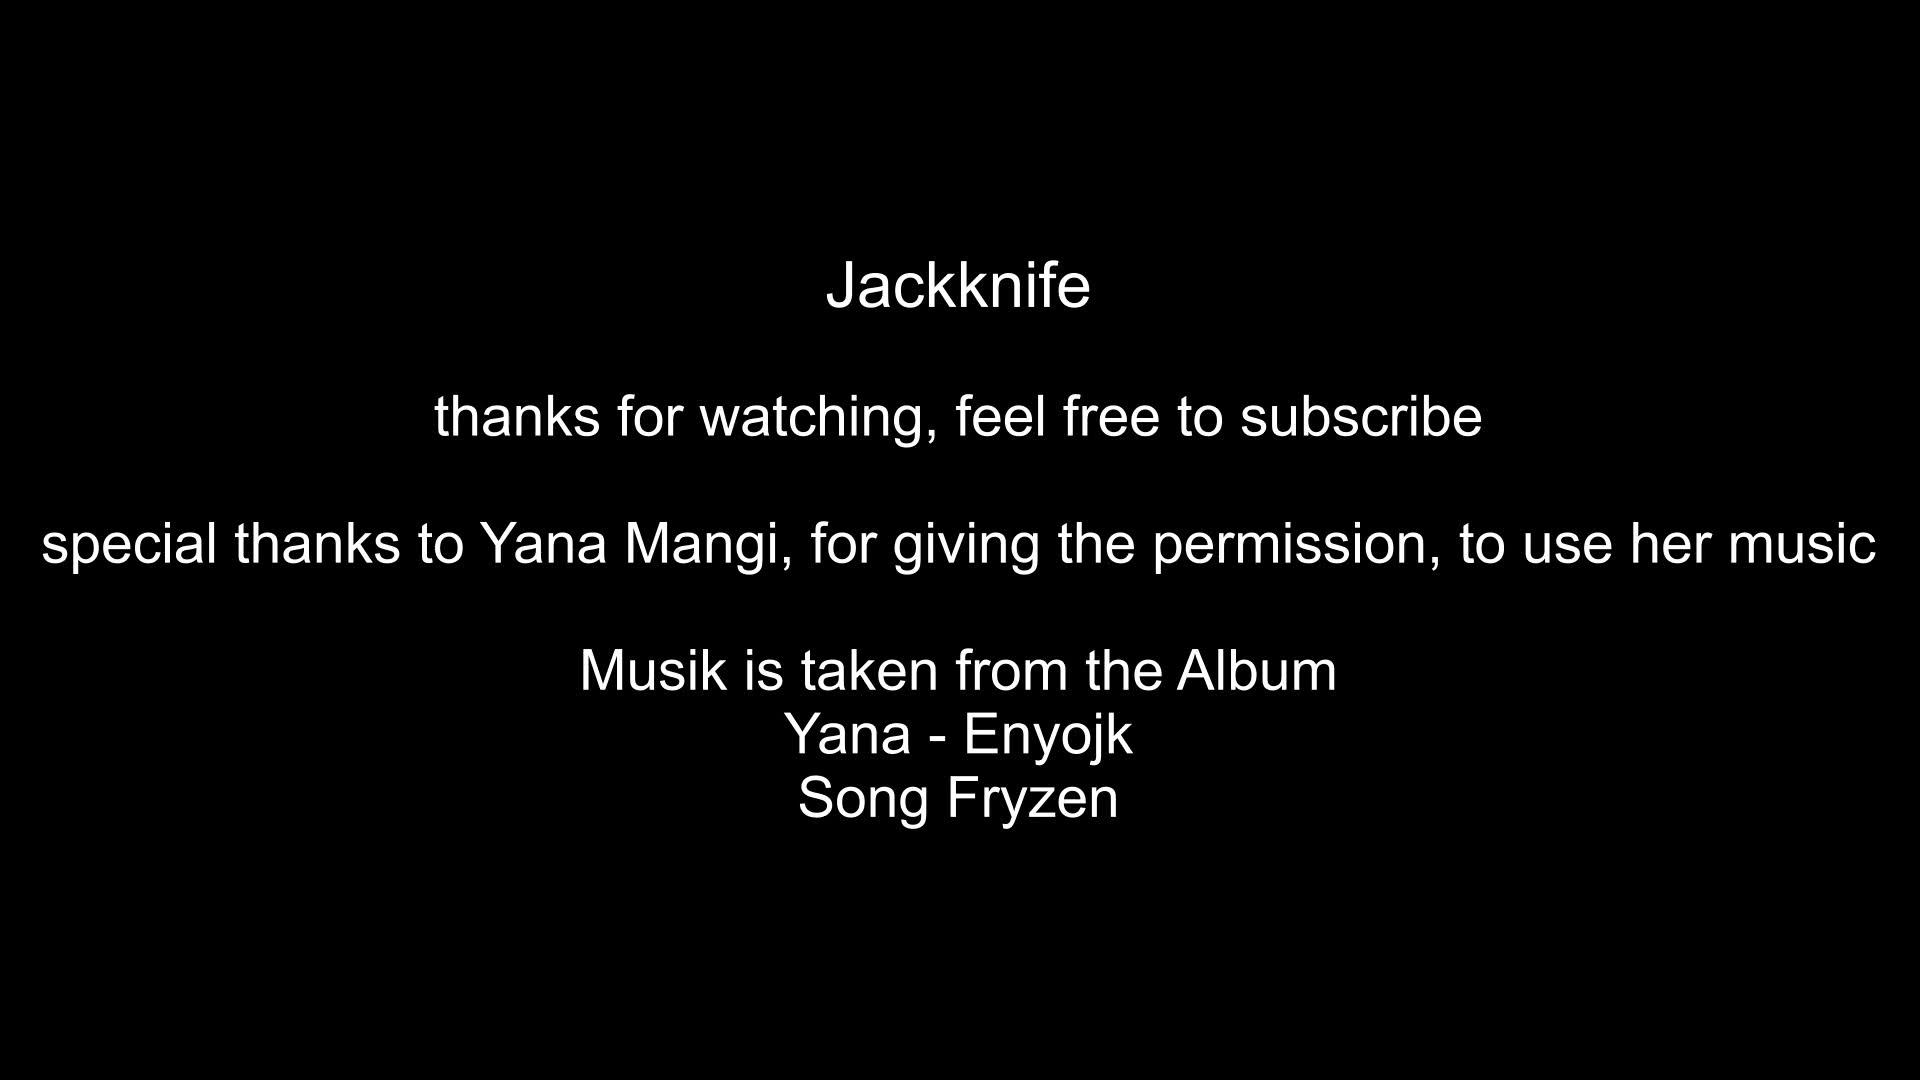 Jackknife
thanks for watching, feel free to subscribe
special thanks to Yana Mangi, for giving the permission, to use her music
Musik is taken from the Album
Yana - Enyojk
Song Fryzen